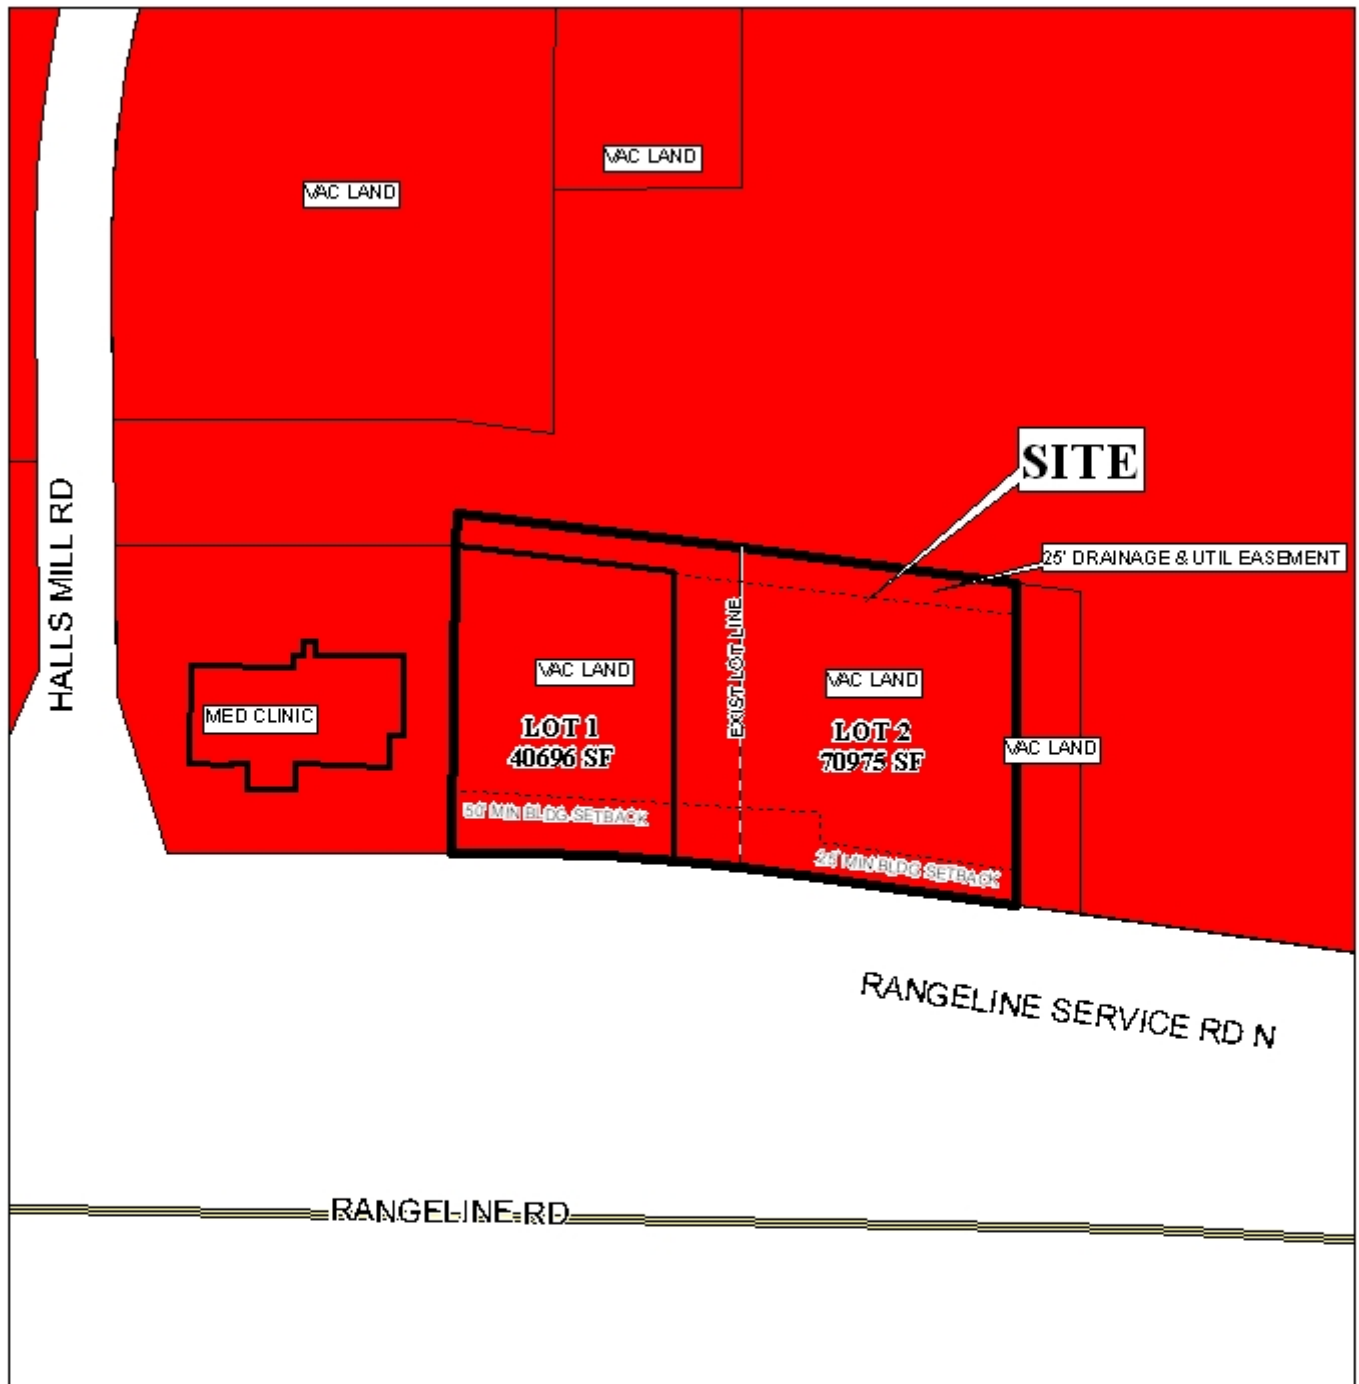 VAC LAND
VAC LAND
SITE
25' DRAINAGE & UTIL EASEMENT
HALLS MILL RD
EXIST LOT LINE
VAC LAND
VAC LAND
MED CLINIC
LOT 1
40696 SF
LOT 2
70975 SF
VAC LAND
50' MIN BLDG SETBACK
25' MIN BLDG SETBACK
RANGELINE SERVICE RD N
RANGELINE RD